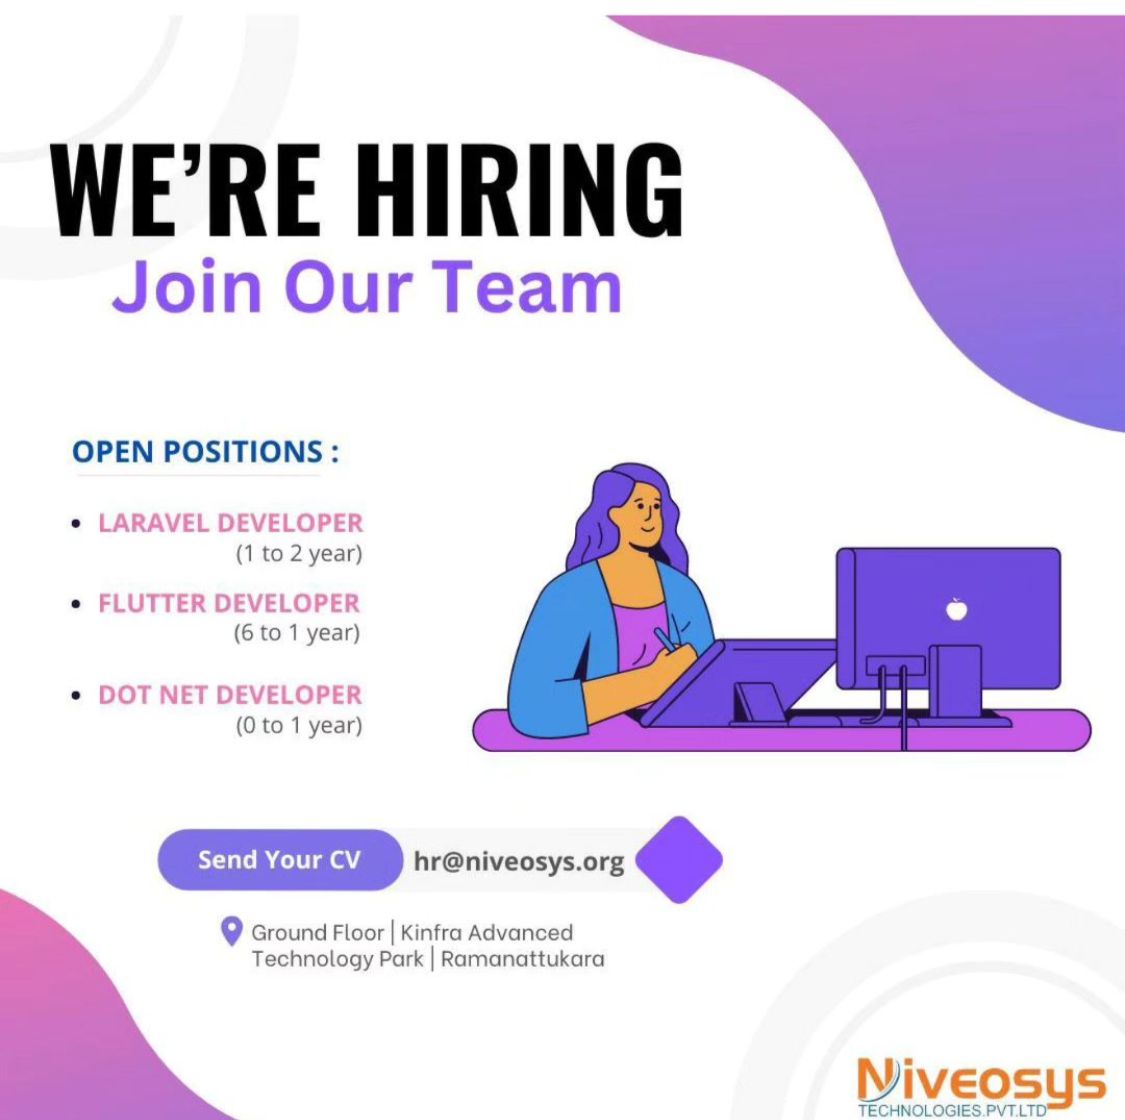 WE'RE HIRING
Join Our Team
OPEN POSITIONS :
LARAVEL DEVELOPER
(1 to 2 year)
FLUTTER DEVELOPER
(6 to 1 year)
DOT NET DEVELOPER
(0 to 1 year)
Send Your CV hr@niveosys.org
Ground Floor | Kinfra Advanced
Technology Park | Ramanattukara
Niveosys
TECHNOLOGIES.PVT.LTD